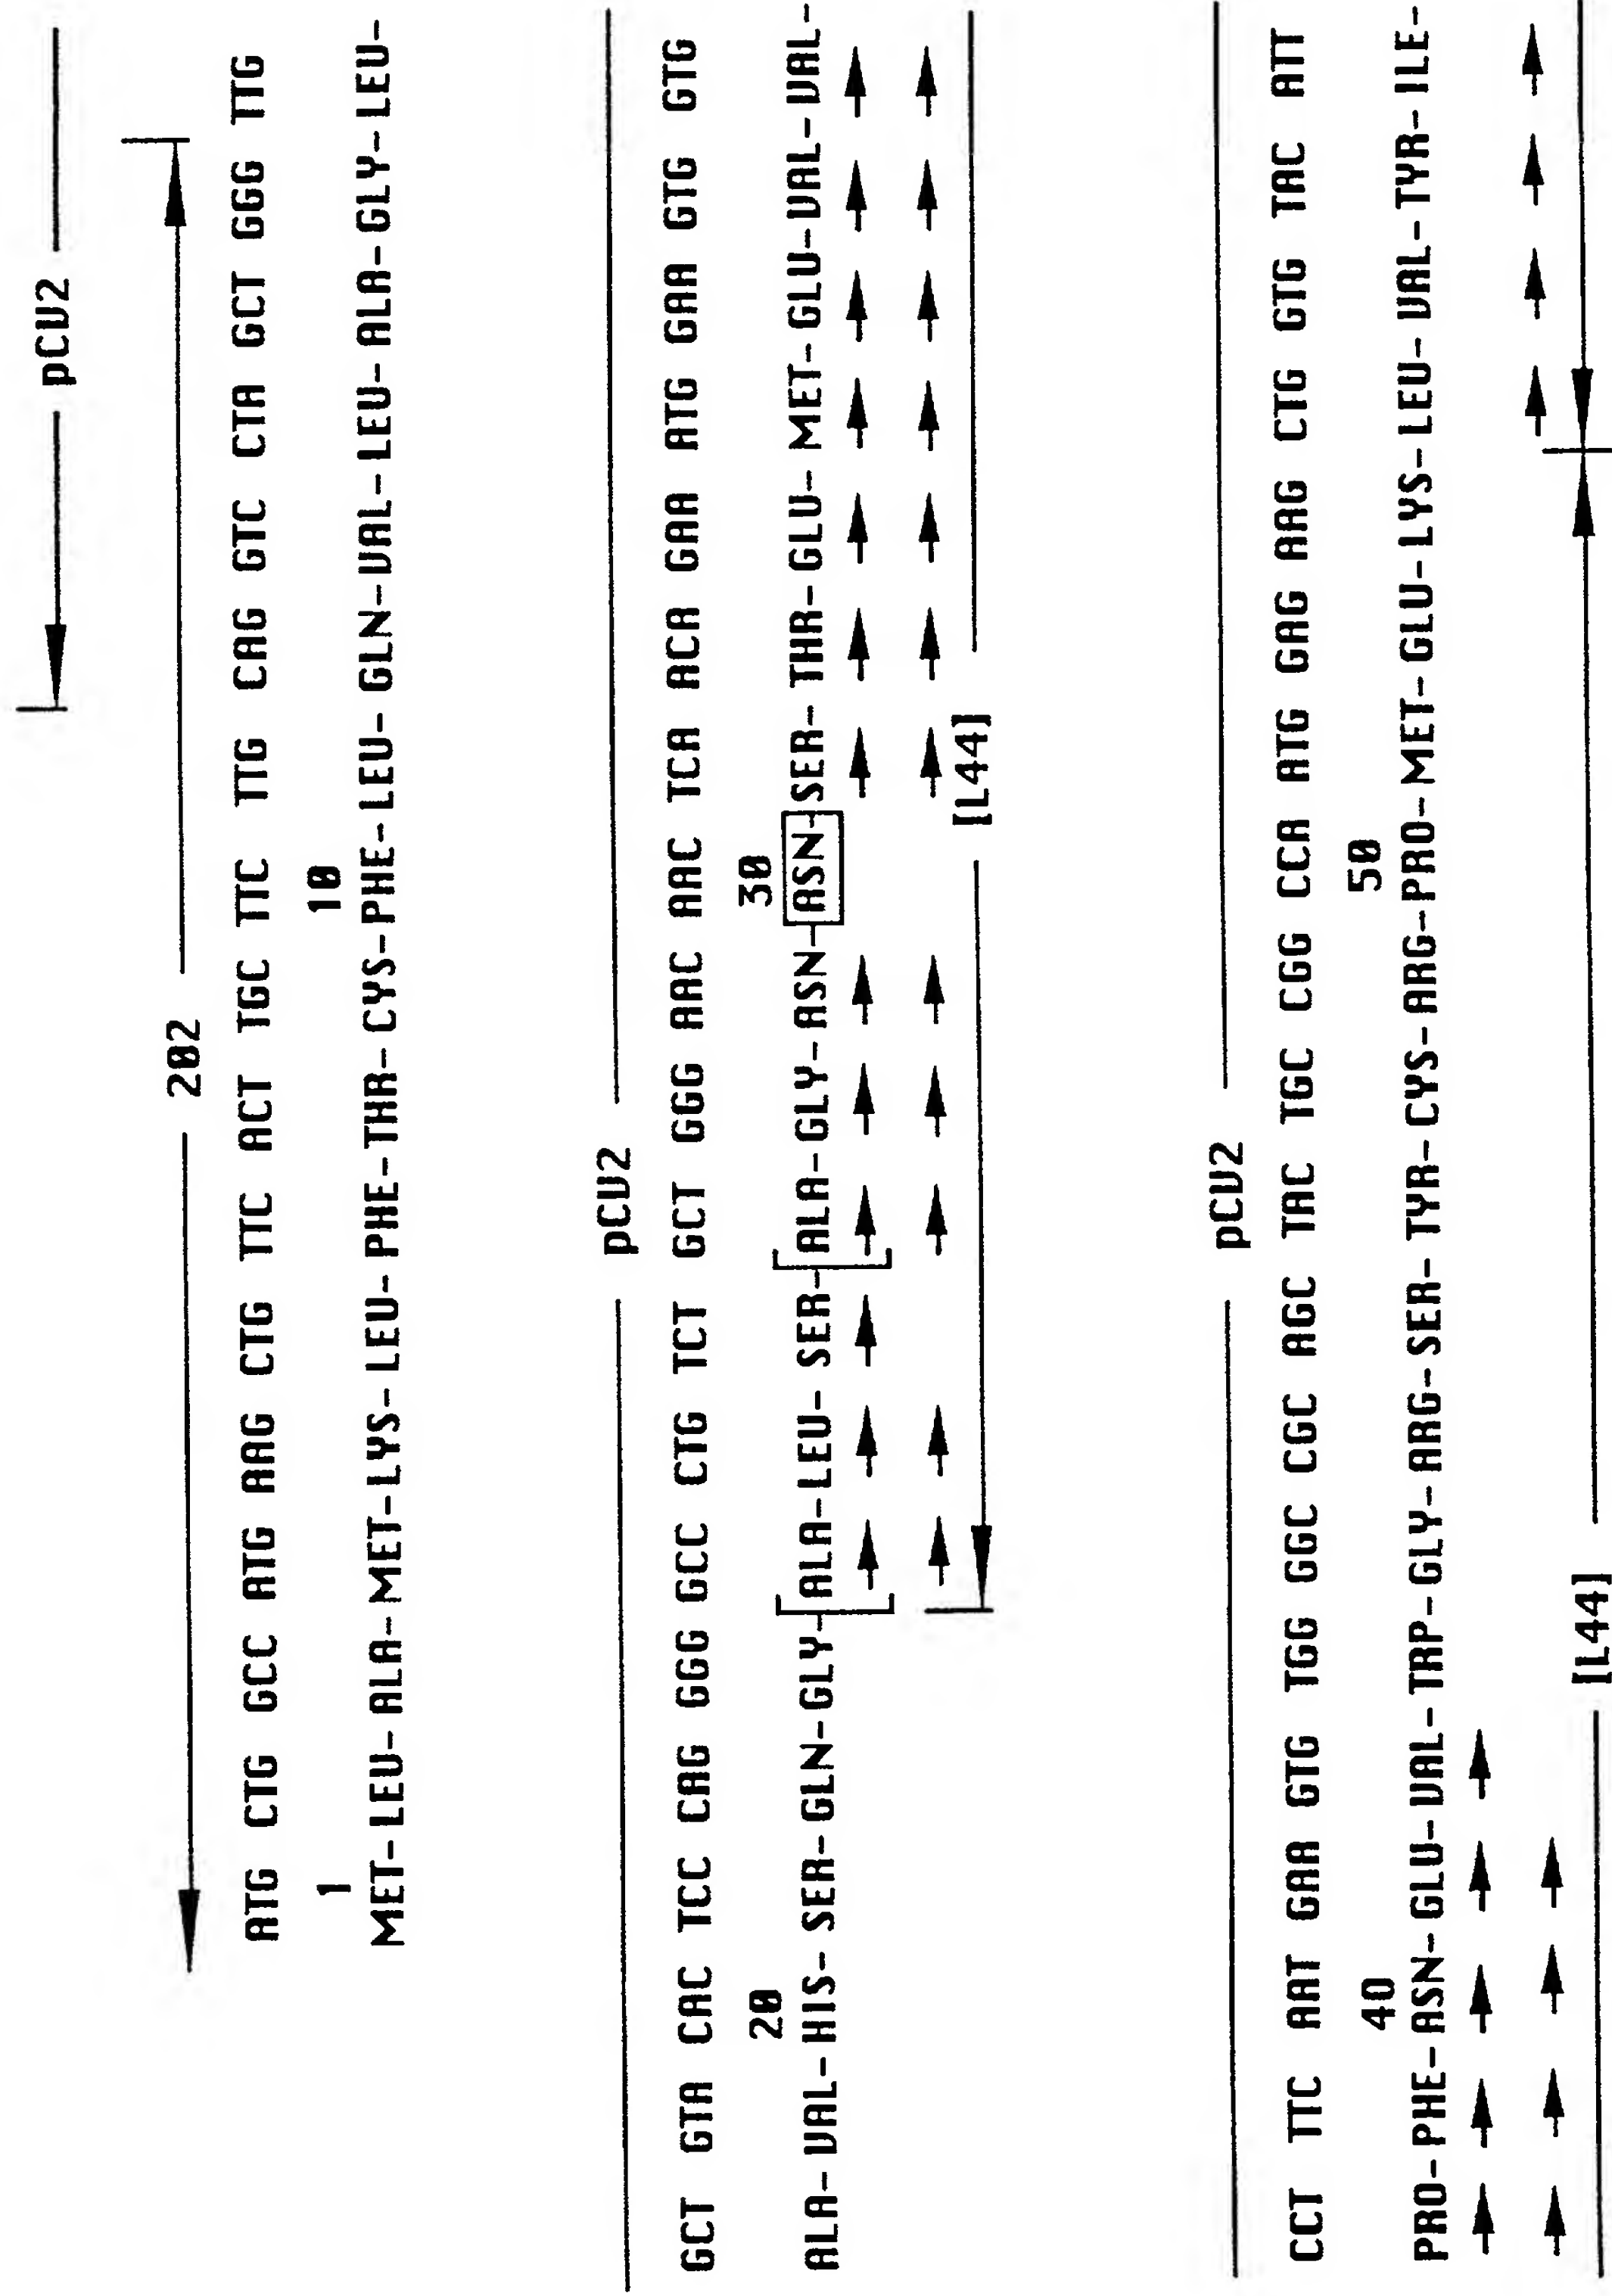 pCV2
202
ATG CTG GCC ATG AAG CTG TTC ACT TGC TTC TTG CAG GTC CTA GCT GGG TTG
1 10
MET-LEU-ALA-MET-LYS-LEU-PHE-THR-CYS-PHE-LEU-GLN-VAL-LEU-ALA-GLY-LEU-
pCV2
GCT GTA CAC TCC CAG GGG GCC CTG TCT GCT GGG AAC AAC TCA ACA GAA ATG GAA GTG GTG
20 30
ALA-VAL-HIS-SER-GLN-GLY-ALA-LEU-SER-ALA-GLY-ASN-ASN-SER-THR-GLU-MET-GLU-VAL-VAL-
[L44]
pCV2
CCT TTC AAT GAA GTG TGG GGC CGC AGC TAC TGC CGG CCA ATG GAG AAG CTG GTG TAC ATT
40 50
PRO-PHE-ASN-GLU-VAL-TRP-GLY-ARG-SER-TYR-CYS-ARG-PRO-MET-GLU-LYS-LEU-VAL-TYR-ILE-
[L44]